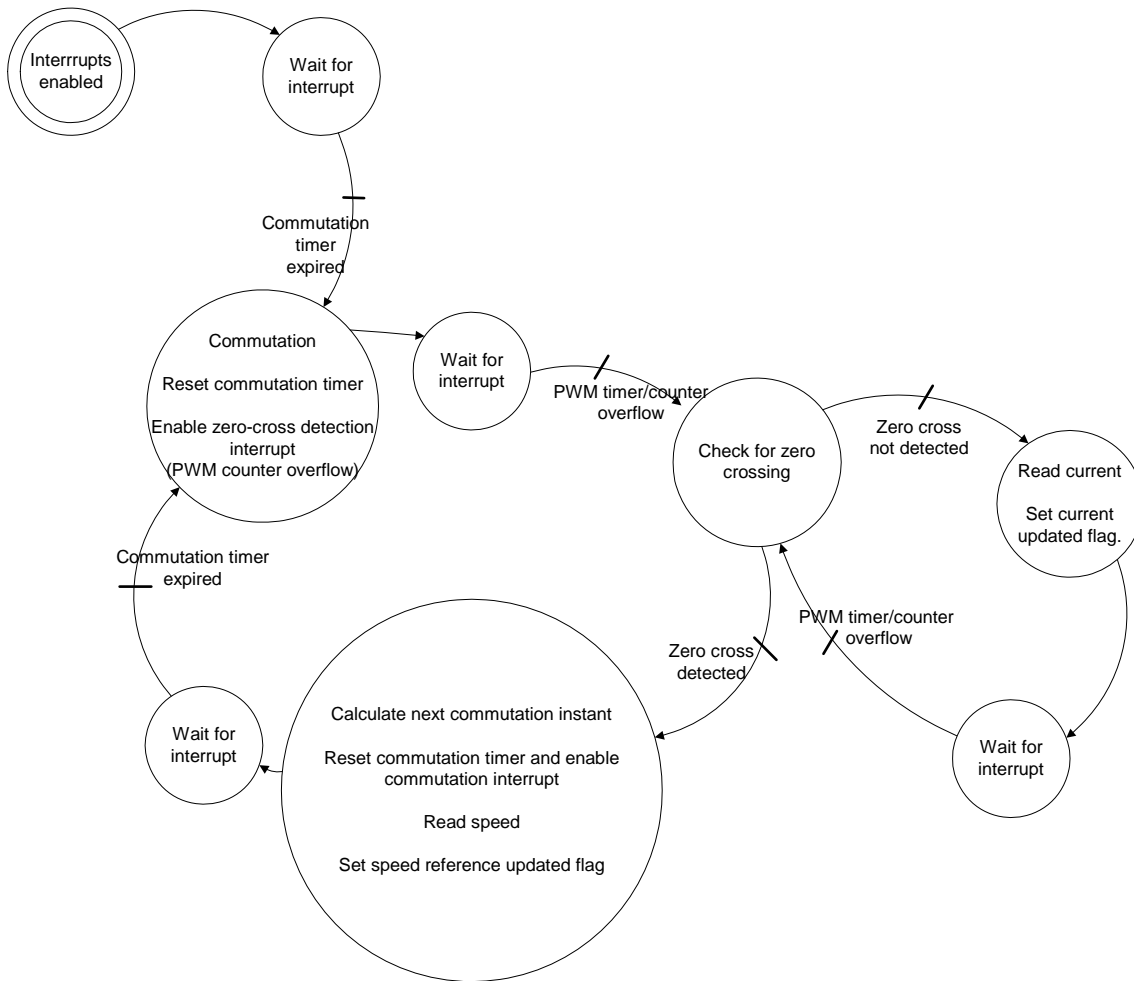 Interrrupts
enabled
Wait for
interrupt
Commutation
timer
expired
Commutation
Reset commutation timer
Enable zero-cross detection
interrupt
(PWM counter overflow)
Wait for
interrupt
PWM timer/counter
overflow
Check for zero
crossing
Zero cross
not detected
Read current
Set current
updated flag.
Wait for
interrupt
PWM timer/counter
overflow
Zero cross
detected
Calculate next commutation instant
Reset commutation timer and enable
commutation interrupt
Read speed
Set speed reference updated flag
Wait for
interrupt
Commutation timer
expired